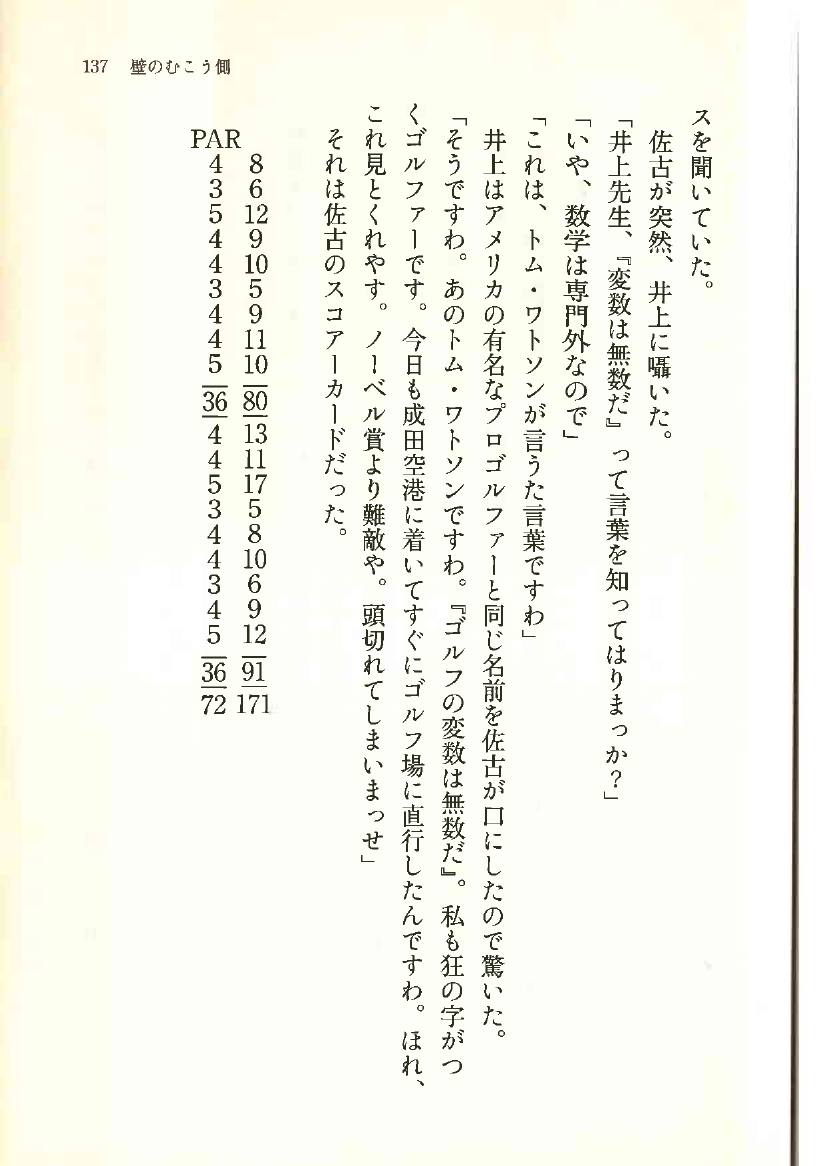 137 壁のむこう側
スを聞いていた。
佐古が突然、井上に囁いた。
「井上先生、『変数は無数だ』って言葉を知ってはりまっか?」
「いや、数学は専門外なので」
「これは、トム・ワトソンが言うた言葉ですわ」
井上はアメリカの有名なプロゴルファーと同じ名前を佐古が口にしたので驚いた。
「そうですわ。あのトム・ワトソンですわ。『ゴルフの変数は無数だ』。私も狂の字がつ
くゴルファーです。今日も成田空港に着いてすぐにゴルフ場に直行したんですわ。ほれ、
これ見とくれやす。ノーベル賞より難敵や。頭切れてしまいまっせ」
それは佐古のスコアーカードだった。
PAR
4 8
3 6
5 12
4 9
4 10
3 5
4 9
4 11
5 10
36 80
4 13
4 11
5 17
3 5
4 8
4 10
3 6
4 9
5 12
36 91
72 171